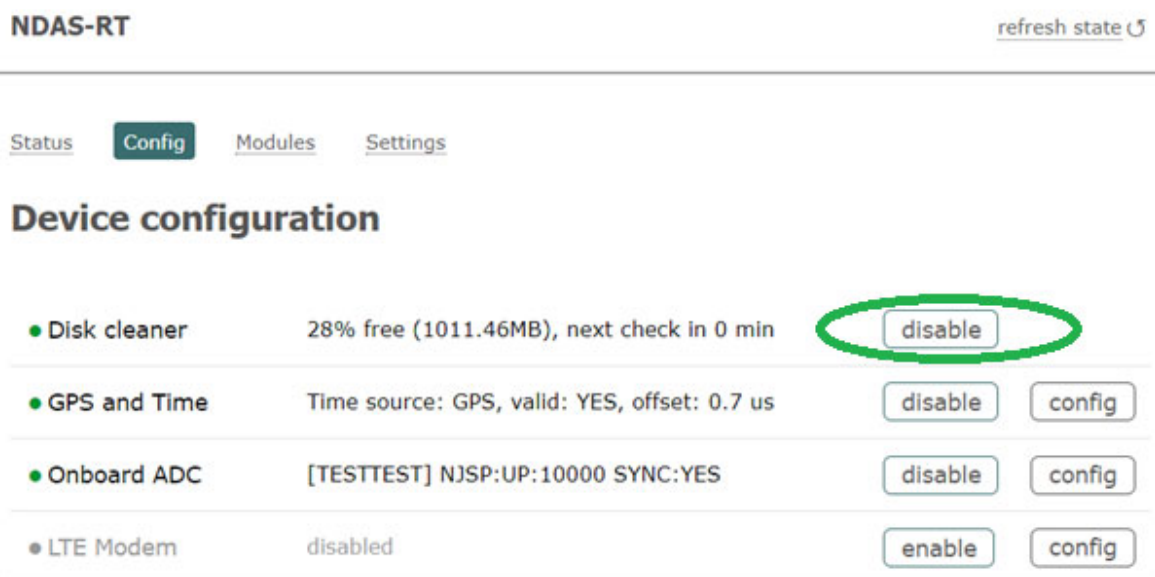 NDAS-RT refresh state
Status Config Modules Settings
Device configuration
Disk cleaner 28% free (1011.46MB), next check in 0 min disable
GPS and Time Time source: GPS, valid: YES, offset: 0.7 us disable config
Onboard ADC [TESTTEST] NJSP:UP:10000 SYNC:YES disable config
LTE Modem disabled enable config